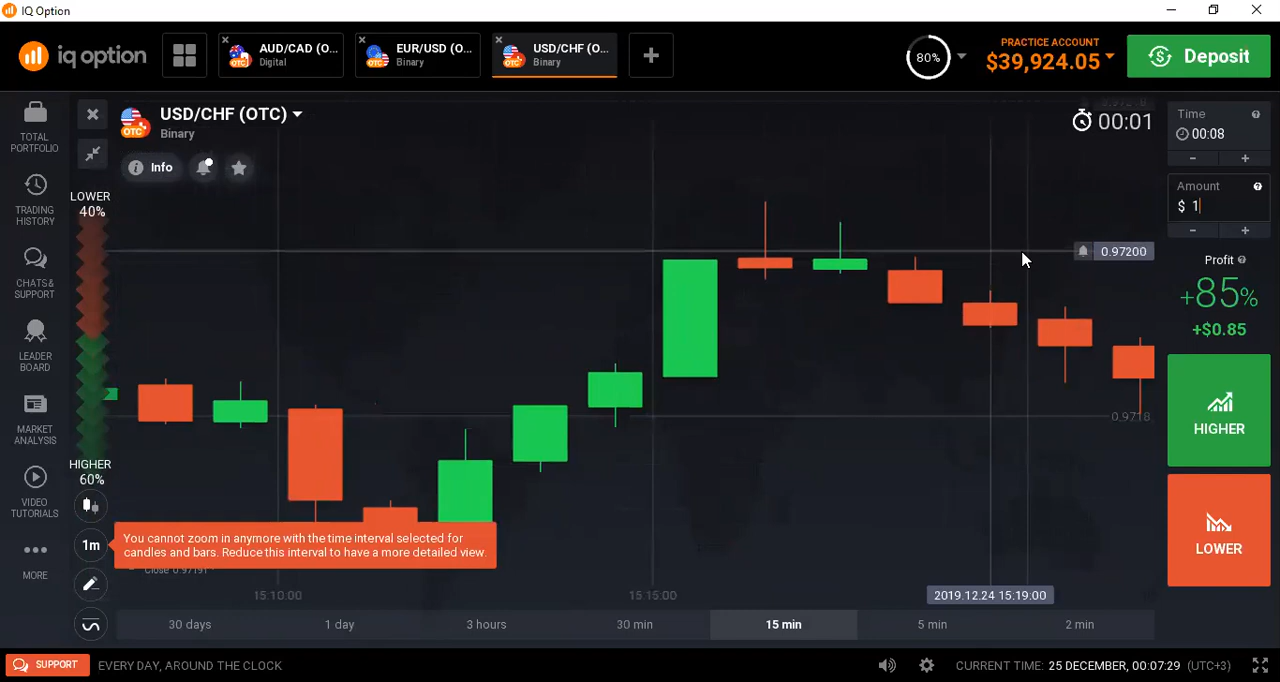 IQ Option
iq option
AUD/CAD (O...
Digital
EUR/USD (O...
Binary
USD/CHF (O...
Binary
80%
PRACTICE ACCOUNT
$39,924.05
Deposit
TOTAL
PORTFOLIO
TRADING
HISTORY
CHATS &
SUPPORT
LEADER
BOARD
MARKET
ANALYSIS
VIDEO
TUTORIALS
MORE
USD/CHF (OTC)
Binary
Info
LOWER
40%
HIGHER
60%
1m
00:01
0.97200
0.9718
You cannot zoom in anymore with the time interval selected for
candles and bars. Reduce this interval to have a more detailed view.
Close 0.97191
15:10:00
15:15:00
2019.12.24 15:19:00
30 days
1 day
3 hours
30 min
15 min
5 min
2 min
Time
00:08
- +
Amount
$ 1
- +
Profit
+85%
+$0.85
HIGHER
LOWER
SUPPORT
EVERY DAY, AROUND THE CLOCK
CURRENT TIME: 25 DECEMBER, 00:07:29 (UTC+3)